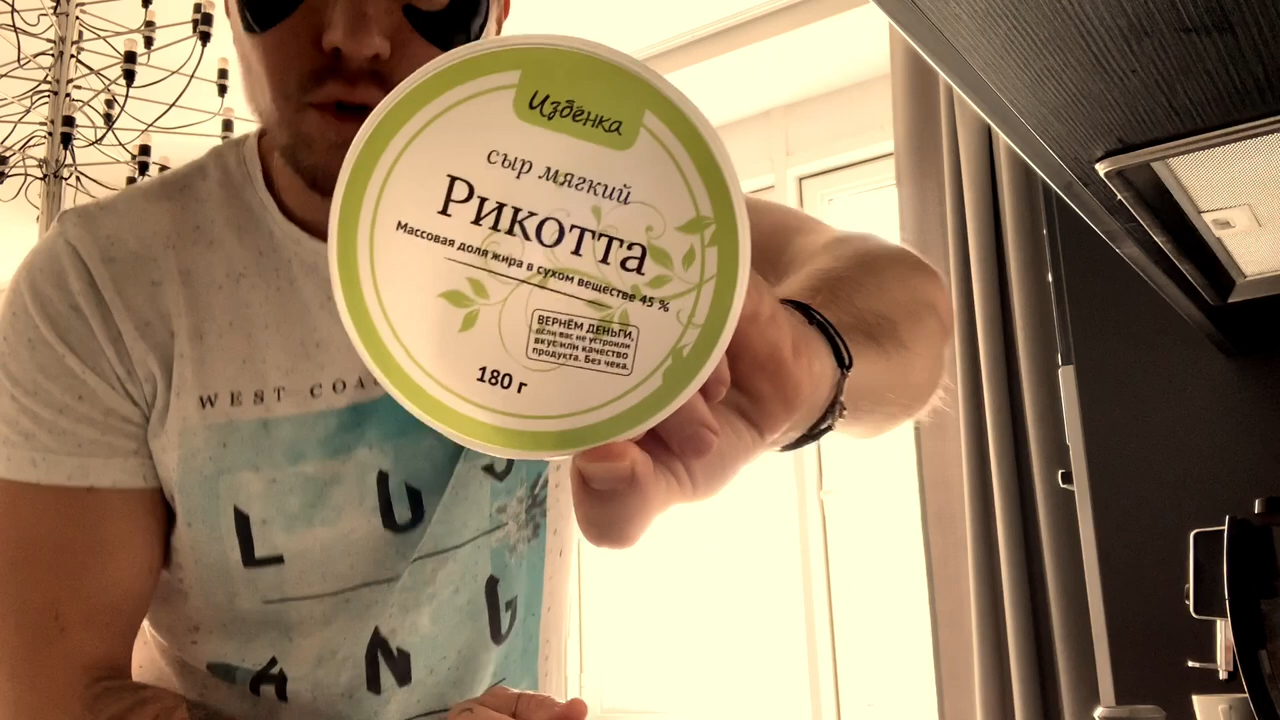 Избёнка
сыр мягкий
Рикотта
Массовая доля жира в сухом веществе 45 %
ВЕРНЁМ ДЕНЬГИ,
если вас не устроили
вкус или качество
продукта. Без чека.
180 г
WEST COA
L U S
A N G